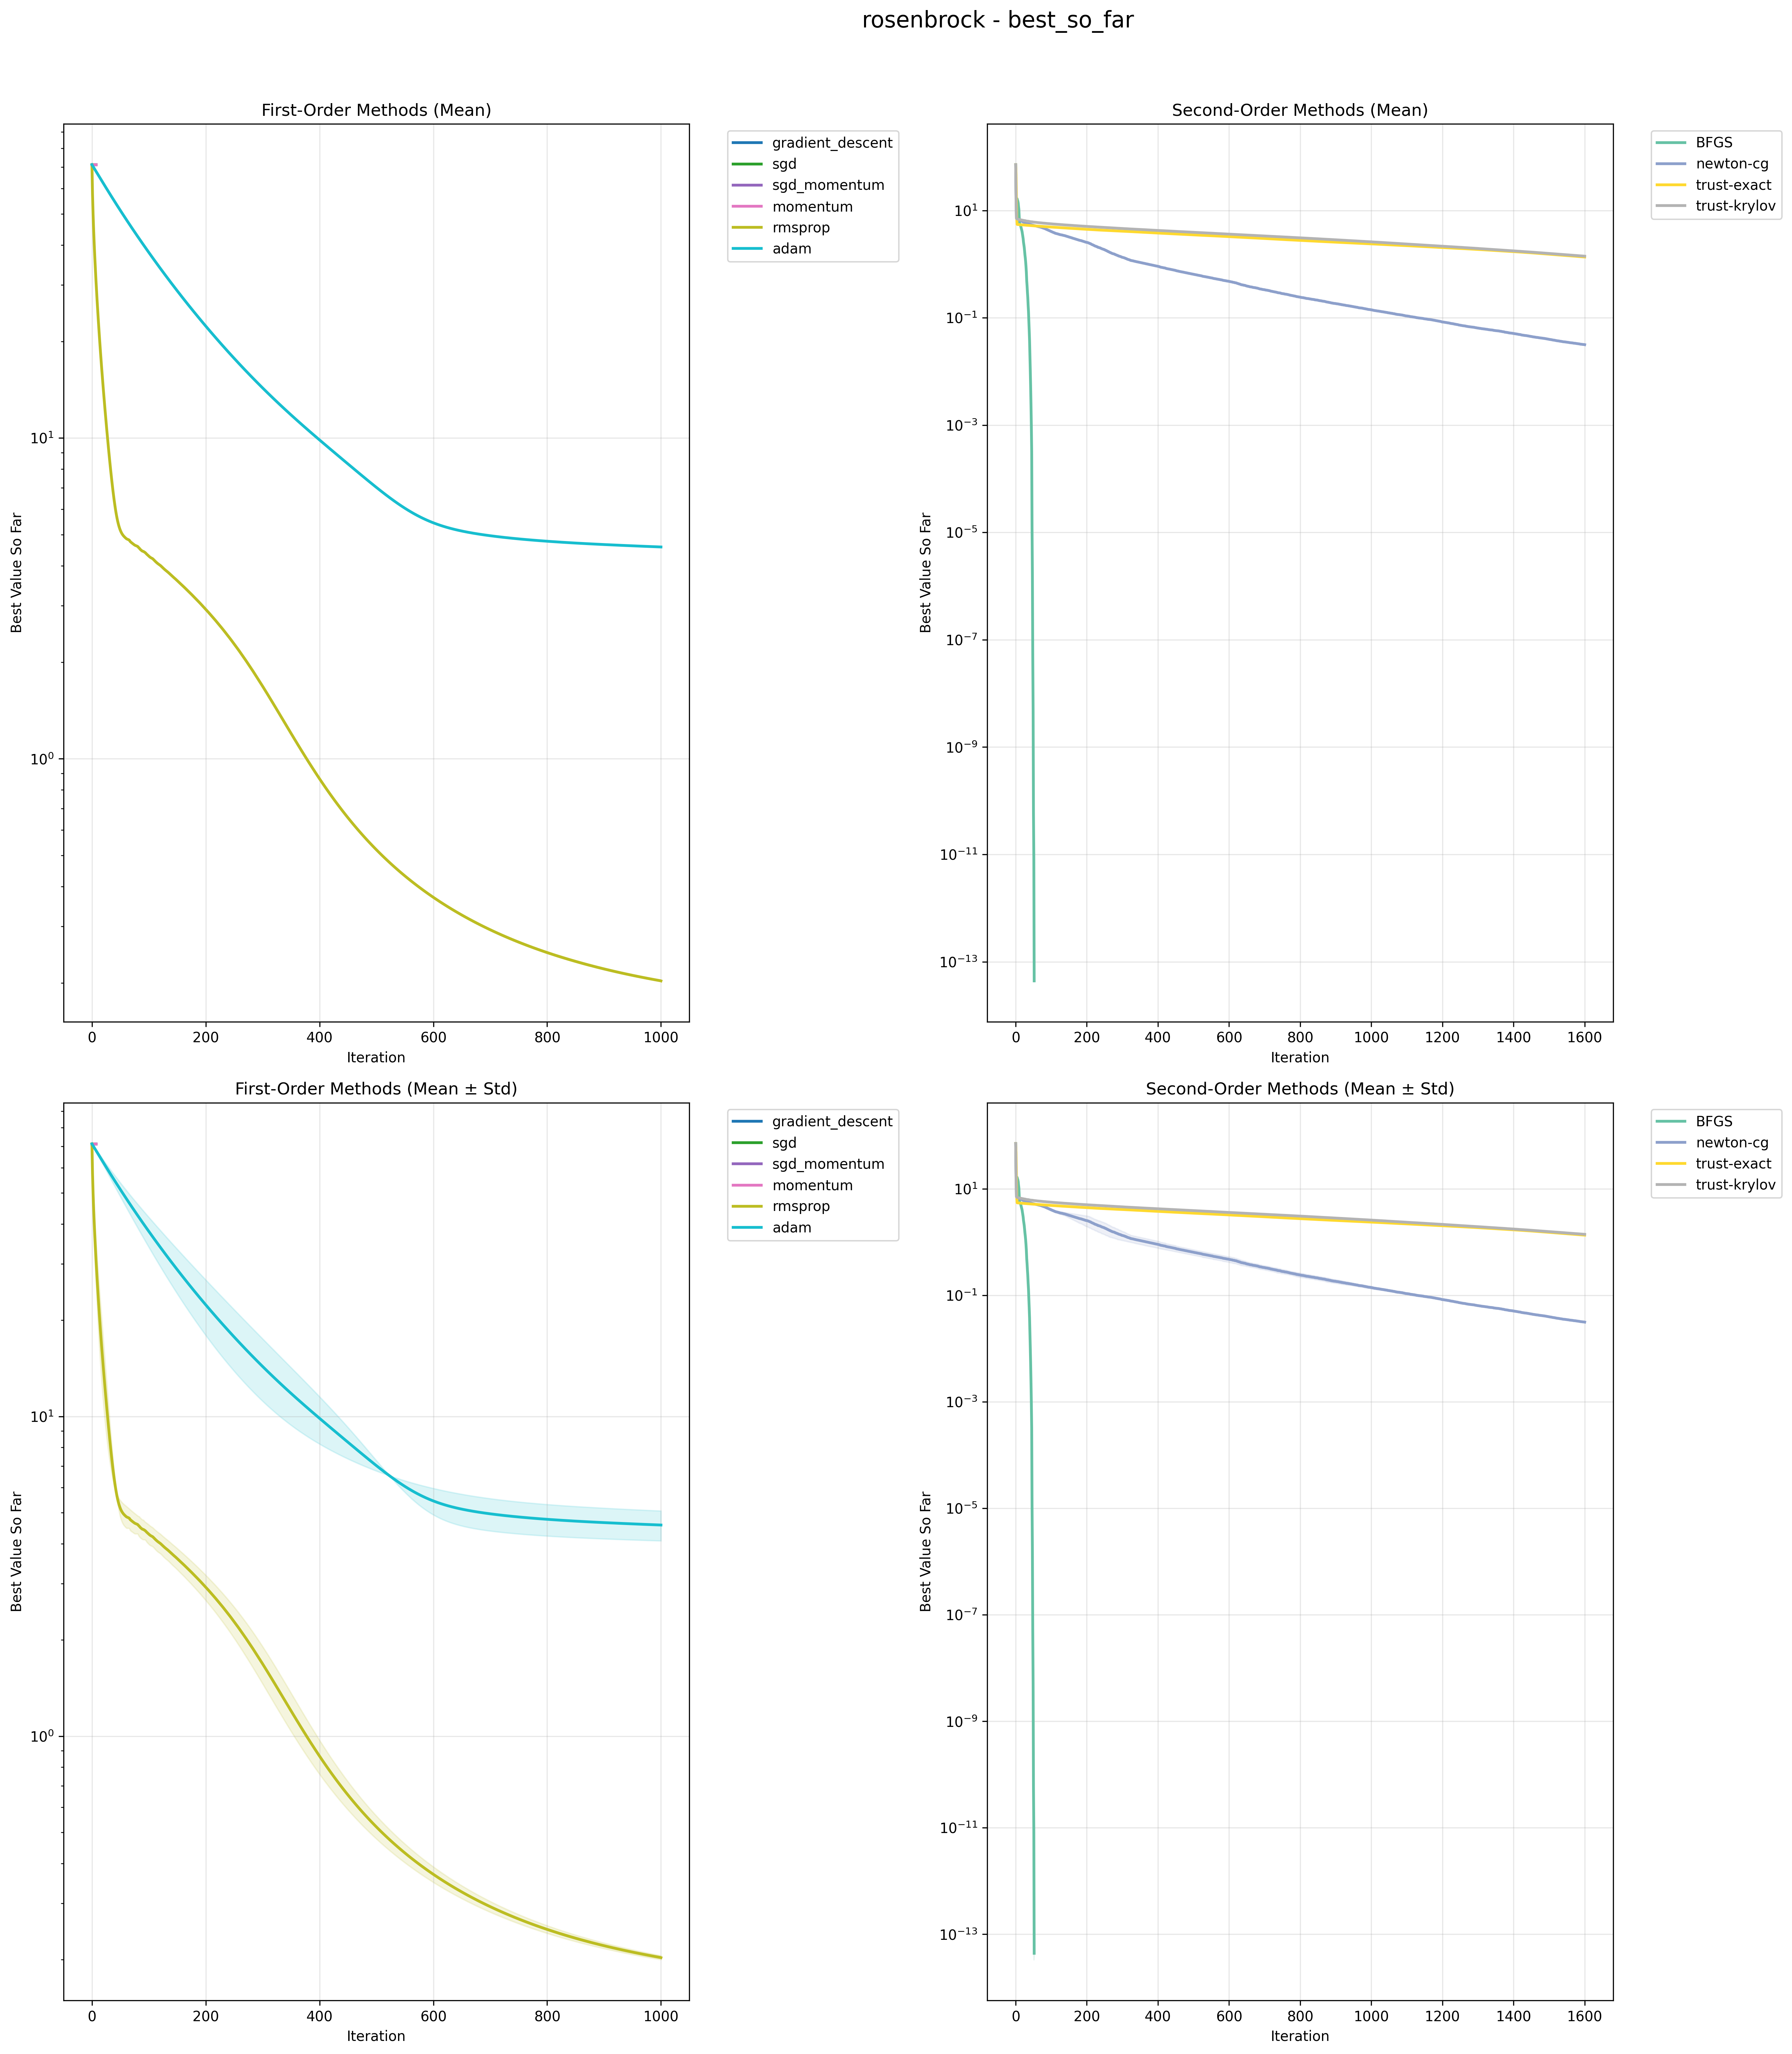 rosenbrock - best_so_far
First-Order Methods (Mean)
Best Value So Far
10¹
10⁰
0 200 400 600 800 1000
Iteration
gradient_descent
sgd
sgd_momentum
momentum
rmsprop
adam
Second-Order Methods (Mean)
Best Value So Far
10¹
10⁻¹
10⁻³
10⁻⁵
10⁻⁷
10⁻⁹
10⁻¹¹
10⁻¹³
0 200 400 600 800 1000 1200 1400 1600
Iteration
BFGS
newton-cg
trust-exact
trust-krylov
First-Order Methods (Mean ± Std)
Best Value So Far
10¹
10⁰
0 200 400 600 800 1000
Iteration
gradient_descent
sgd
sgd_momentum
momentum
rmsprop
adam
Second-Order Methods (Mean ± Std)
Best Value So Far
10¹
10⁻¹
10⁻³
10⁻⁵
10⁻⁷
10⁻⁹
10⁻¹¹
10⁻¹³
0 200 400 600 800 1000 1200 1400 1600
Iteration
BFGS
newton-cg
trust-exact
trust-krylov